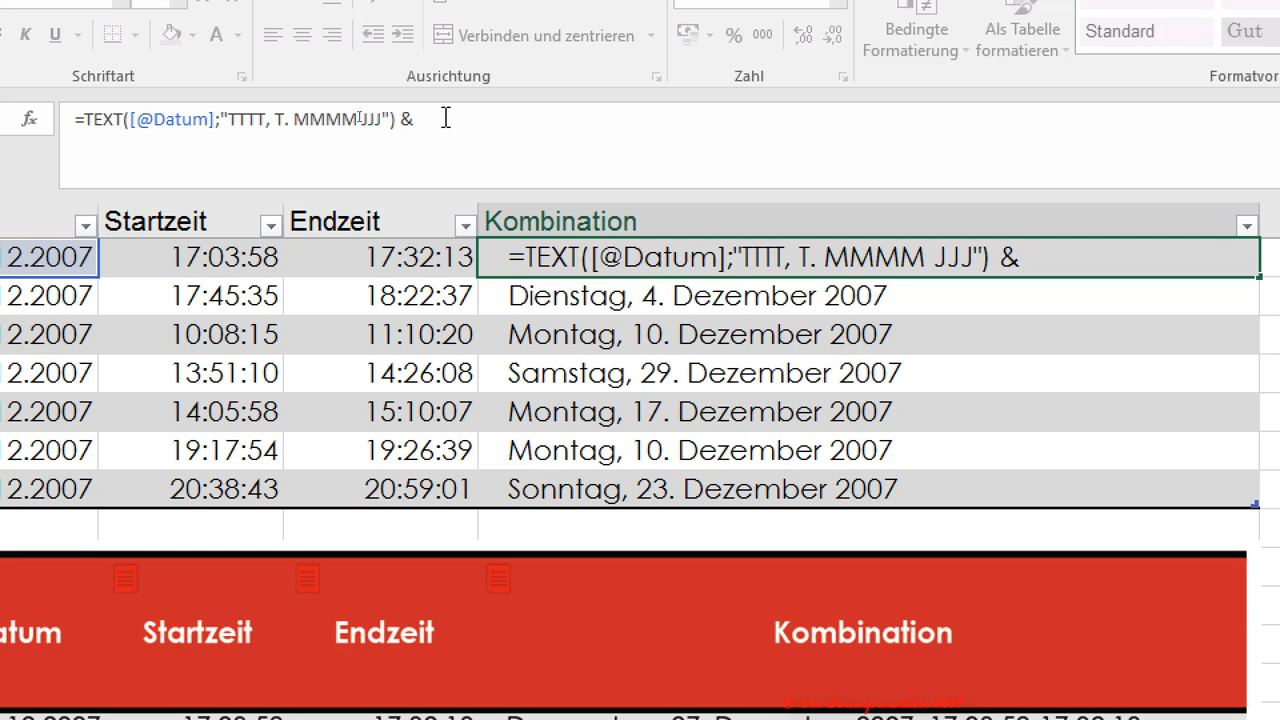 K U A Verbinden und zentrieren % 000 Bedingte Formatierung Als Tabelle formatieren Standard Gut
Schriftart Ausrichtung Zahl Formatvor
fx =TEXT([@Datum];"TTTT, T. MMMM JJJ") &
Startzeit Endzeit Kombination
2.2007 17:03:58 17:32:13 =TEXT([@Datum];"TTTT, T. MMMM JJJ") &
2.2007 17:45:35 18:22:37 Dienstag, 4. Dezember 2007
2.2007 10:08:15 11:10:20 Montag, 10. Dezember 2007
2.2007 13:51:10 14:26:08 Samstag, 29. Dezember 2007
2.2007 14:05:58 15:10:07 Montag, 17. Dezember 2007
2.2007 19:17:54 19:26:39 Montag, 10. Dezember 2007
2.2007 20:38:43 20:59:01 Sonntag, 23. Dezember 2007
atum Startzeit Endzeit Kombination